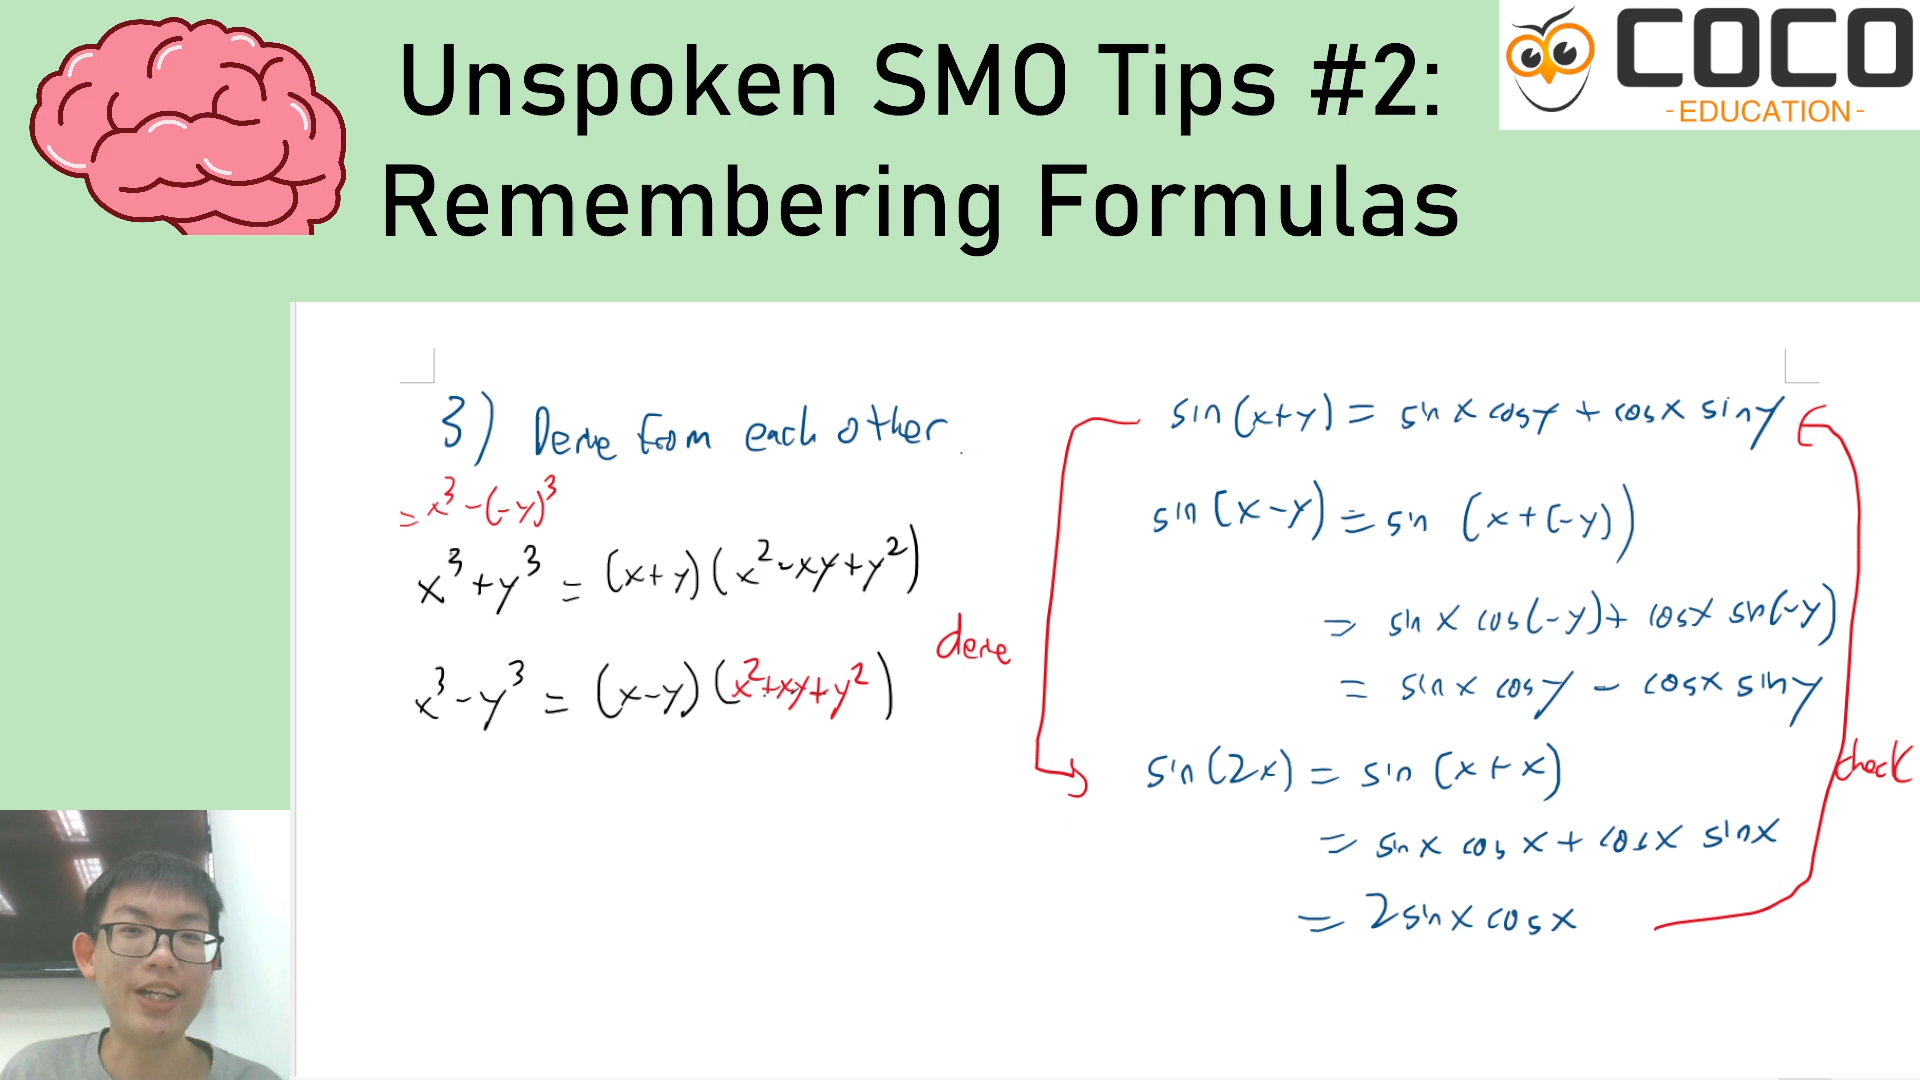 Unspoken SMO Tips #2:
Remembering Formulas
COCO
-EDUCATION-
3) Derive from each other.
= x³ - (-y)³
x³ + y³ = (x+y)(x² - xy + y²)
x³ - y³ = (x-y)(x² + xy + y²)
derive
sin(x+y) = sin x cos y + cos x sin y
sin(x-y) = sin (x+(-y))
= sin x cos(-y) + cos x sin(-y)
= sin x cos y - cos x sin y
sin(2x) = sin (x+x)
= sin x cos x + cos x sin x
= 2 sin x cos x
check